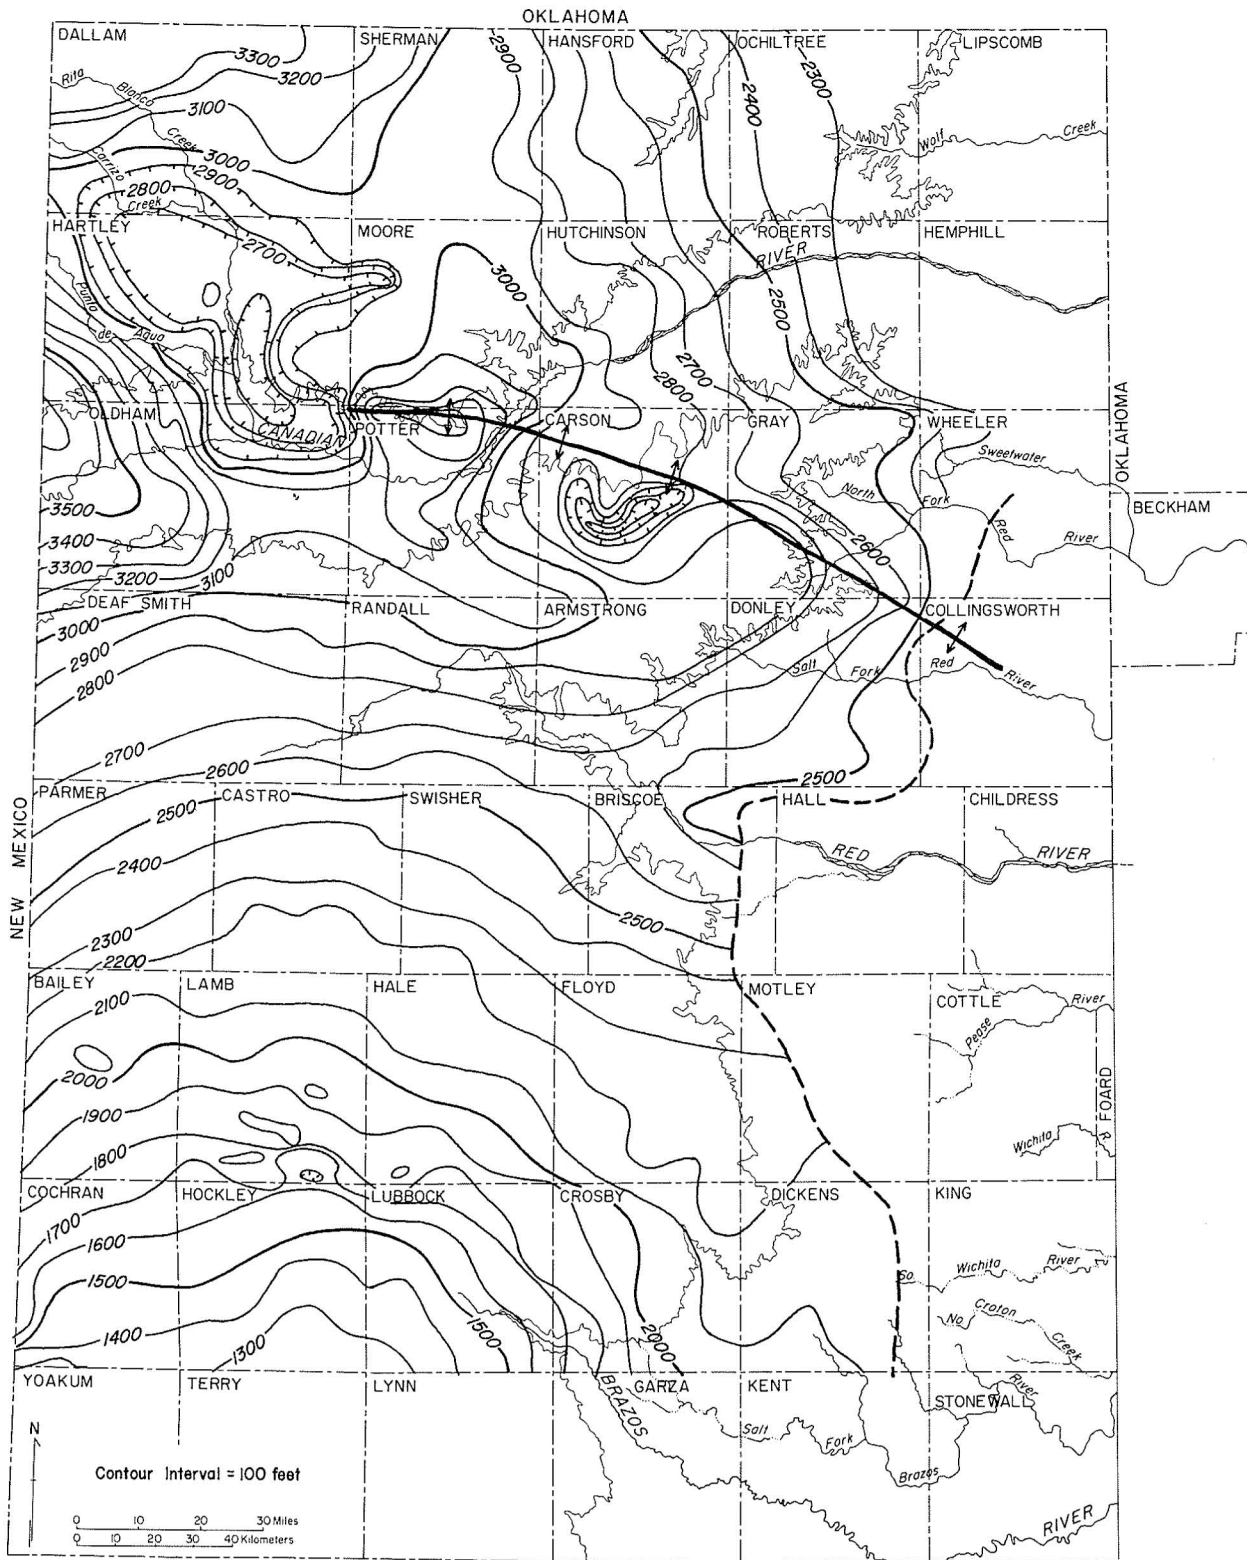 OKLAHOMA
DALLAM
SHERMAN
HANSFORD
OCHILTREE
LIPSCOMB
3300
3200
3100
2900
2400
2300
Rita
Blanco
Creek
Carrizo
Creek
3000
2900
2800
2700
Wolf
Creek
HARTLEY
MOORE
HUTCHINSON
ROBERTS
HEMPHILL
RIVER
3000
2500
Punta
de
Agua
2700
2800
OKLAHOMA
OLDHAM
CANADIAN
POTTER
CARSON
GRAY
WHEELER
Sweetwater
BECKHAM
North
Fork
Red
River
3500
3400
3300
3200
3100
2600
DEAF SMITH
RANDALL
ARMSTRONG
DONLEY
COLLINGSWORTH
3000
2900
2800
Salt
Fork
Red
River
2700
2600
2500
PARMER
CASTRO
SWISHER
BRISCOE
HALL
CHILDRESS
NEW MEXICO
2500
2400
RED
RIVER
2500
2300
2200
BAILEY
LAMB
HALE
FLOYD
MOTLEY
COTTLE
2100
Pease
River
2000
1900
1800
FOARD
Wichita
R
COCHRAN
HOCKLEY
LUBBOCK
CROSBY
DICKENS
KING
1700
1600
1500
So
Wichita
River
1400
1300
1500
2000
No
Croton
Creek
YOAKUM
TERRY
LYNN
GARZA
KENT
STONEWALL
River
BRAZOS
Salt
Fork
Brazos
RIVER
N
Contour Interval = 100 feet
0 10 20 30 Miles
0 10 20 30 40 Kilometers